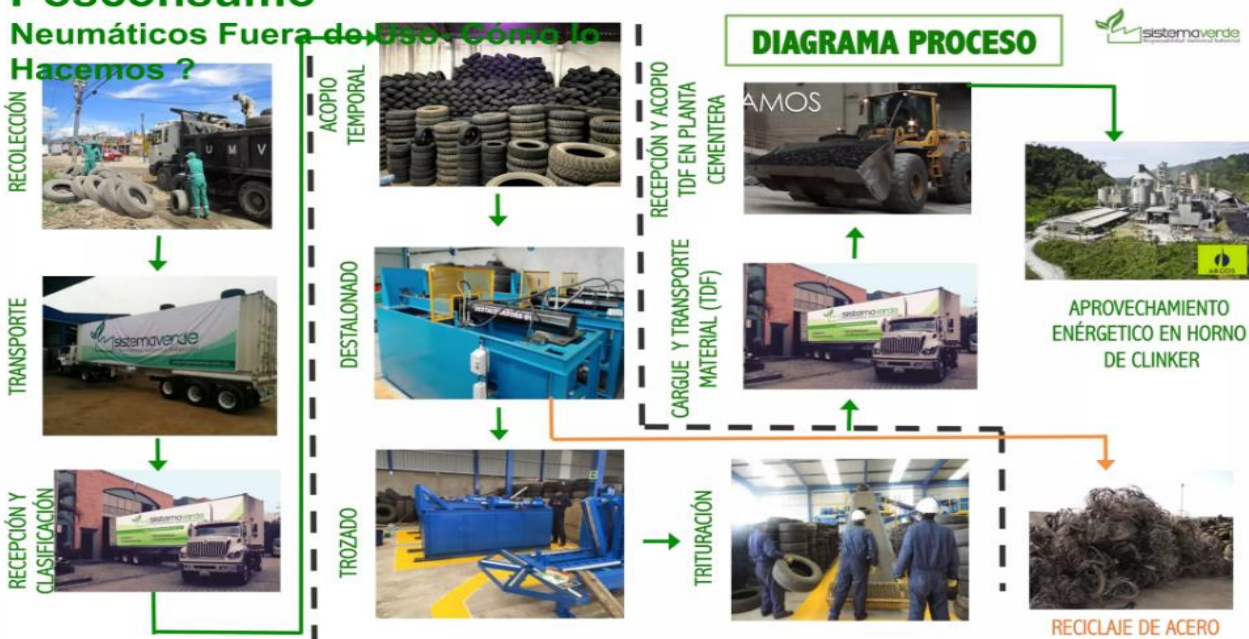 Posconsumo
Neumáticos Fuera de Uso- Cómo lo
Hacemos ?
DIAGRAMA PROCESO
sistemaverde
RECOLECCIÓN
UMV
TRANSPORTE
sistemaverde
RECEPCIÓN Y
CLASIFICACIÓN
sistemaverde
ACOPIO
TEMPORAL
DESTALONADO
TROZADO
TRITURACIÓN
CARGUE Y TRANSPORTE
MATERIAL (TDF)
sistemaverde
RECEPCIÓN Y ACOPIO
TDF EN PLANTA
CEMENTERA
AMOS
ARGOS
APROVECHAMIENTO
ENÉRGETICO EN HORNO
DE CLINKER
RECICLAJE DE ACERO